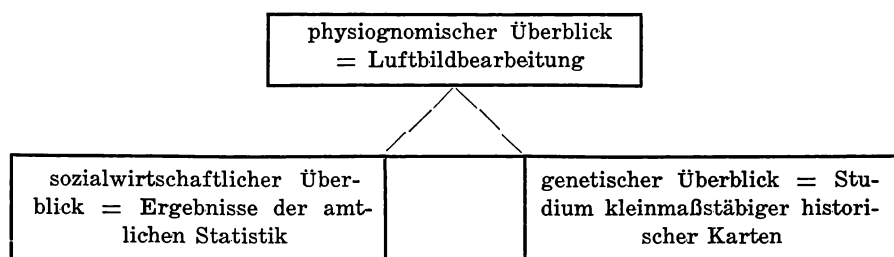 physiognomischer Überblick
= Luftbildbearbeitung
sozialwirtschaftlicher Über-
blick = Ergebnisse der amt-
lichen Statistik
genetischer Überblick = Stu-
dium kleinmaßstäbiger histori-
scher Karten